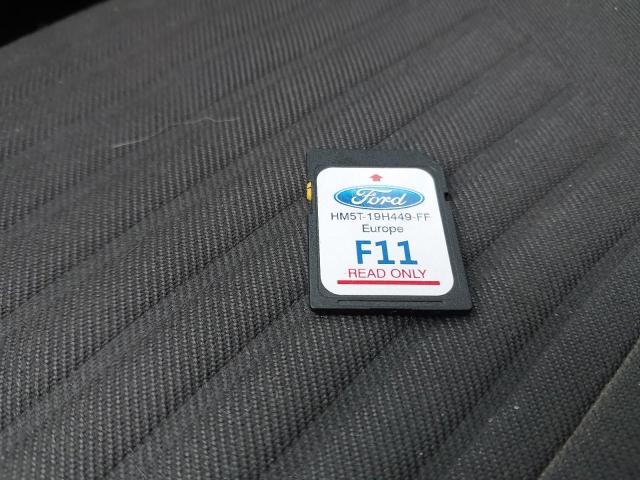 Ford
HM5T-19H449-FF
Europe
F11
READ ONLY